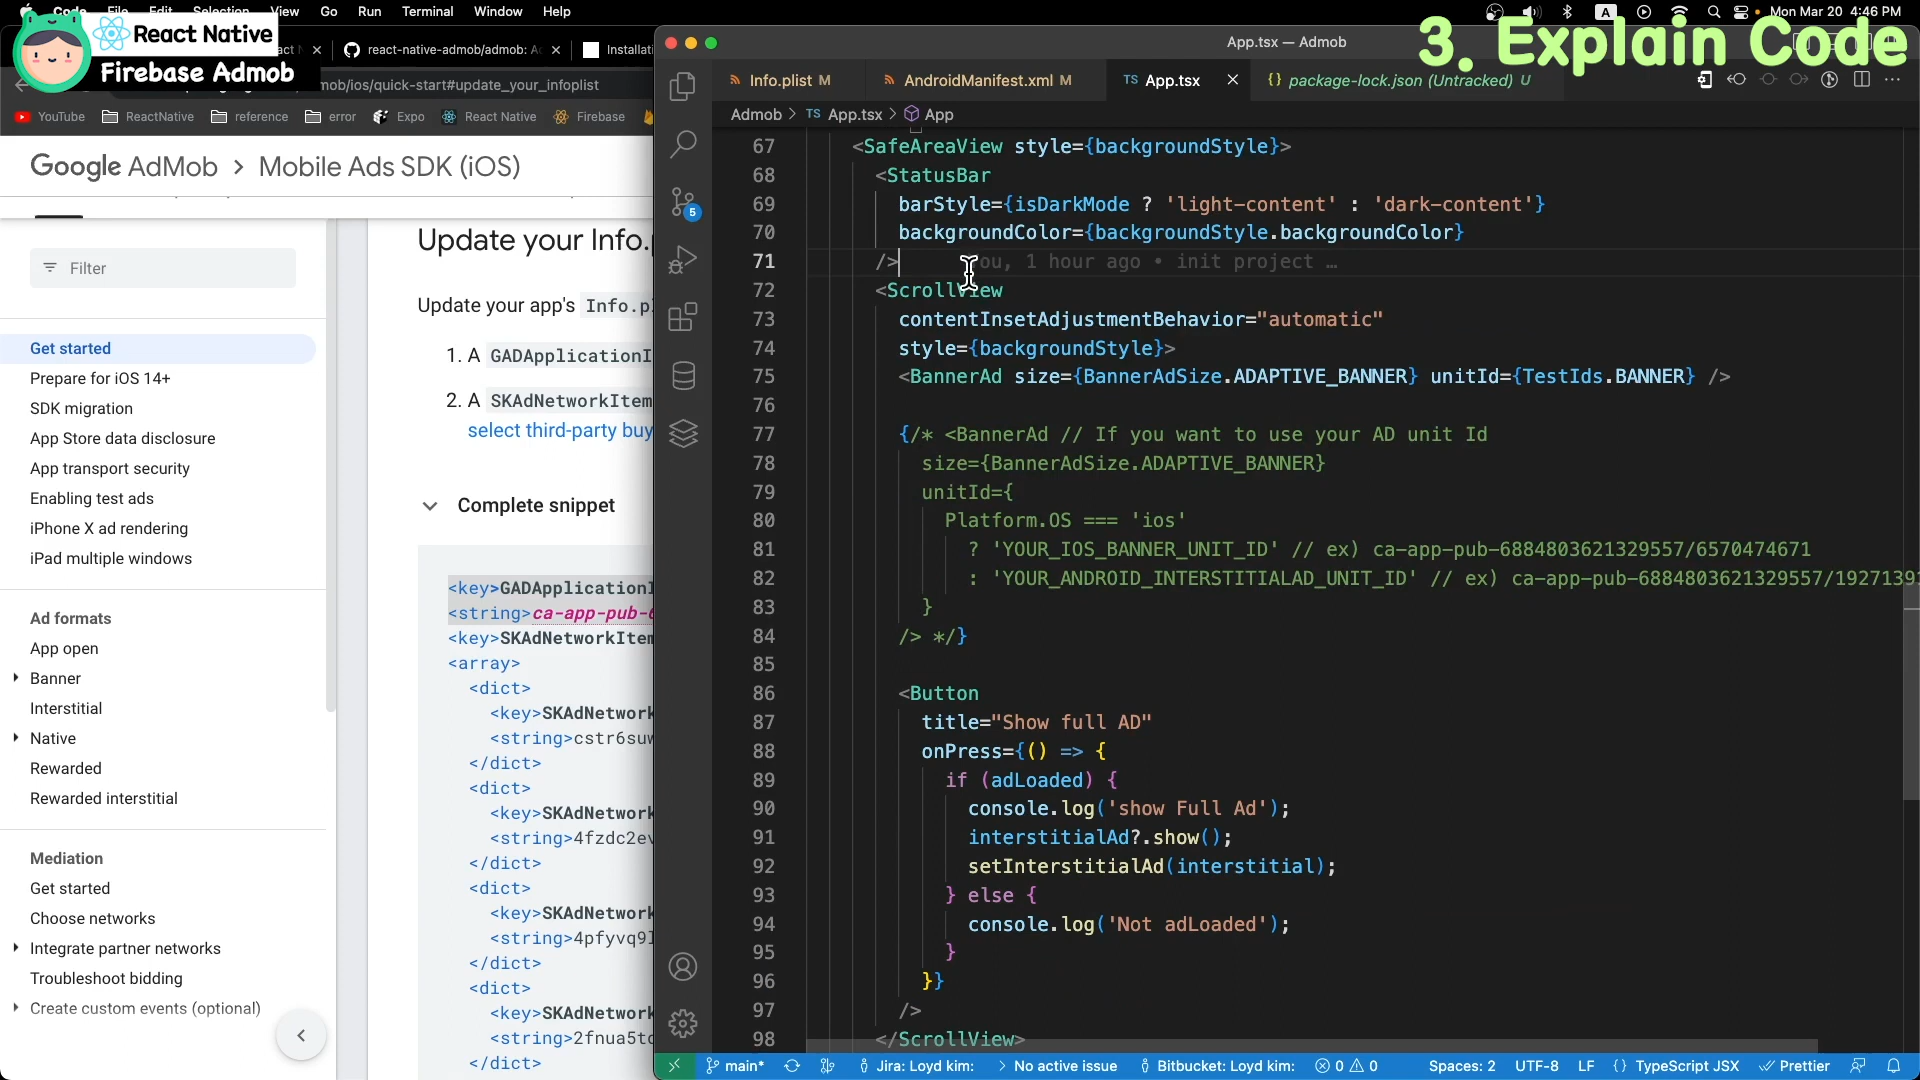 Code File Edit Selection View Go Run Terminal Window Help
Mon Mar 20 4:46 PM
React Native
Firebase Admob
3. Explain Code
react-native-admob/admob:
Installati
mob/ios/quick-start#update_your_infoplist
YouTube ReactNative reference error Expo React Native Firebase
Google AdMob > Mobile Ads SDK (iOS)
Filter
Get started
Prepare for iOS 14+
SDK migration
App Store data disclosure
App transport security
Enabling test ads
iPhone X ad rendering
iPad multiple windows
Ad formats
App open
Banner
Interstitial
Native
Rewarded
Rewarded interstitial
Mediation
Get started
Choose networks
Integrate partner networks
Troubleshoot bidding
Create custom events (optional)
Update your Info.p
Update your app's Info.pl
1. A GADApplicationI
2. A SKAdNetworkItem
select third-party buy
Complete snippet
<key>GADApplicationI
<string>ca-app-pub-
<key>SKAdNetworkItem
<array>
<dict>
<key>SKAdNetwork
<string>cstr6suw
</dict>
<dict>
<key>SKAdNetwork
<string>4fzdc2ev
</dict>
<dict>
<key>SKAdNetwork
<string>4pfyvq9l
</dict>
<dict>
<key>SKAdNetwork
<string>2fnua5tc
</dict>
App.tsx — Admob
Info.plist M
AndroidManifest.xml M
TS App.tsx
{} package-lock.json (Untracked) U
Admob > TS App.tsx > App
5
67 <SafeAreaView style={backgroundStyle}>
68 <StatusBar
69 barStyle={isDarkMode ? 'light-content' : 'dark-content'}
70 backgroundColor={backgroundStyle.backgroundColor}
71 /> ou, 1 hour ago • init project …
72 <ScrollView
73 contentInsetAdjustmentBehavior="automatic"
74 style={backgroundStyle}>
75 <BannerAd size={BannerAdSize.ADAPTIVE_BANNER} unitId={TestIds.BANNER} />
76
77 {/* <BannerAd // If you want to use your AD unit Id
78 size={BannerAdSize.ADAPTIVE_BANNER}
79 unitId={
80 Platform.OS === 'ios'
81 ? 'YOUR_IOS_BANNER_UNIT_ID' // ex) ca-app-pub-6884803621329557/6570474671
82 : 'YOUR_ANDROID_INTERSTITIALAD_UNIT_ID' // ex) ca-app-pub-6884803621329557/1927139
83 }
84 /> */}
85
86 <Button
87 title="Show full AD"
88 onPress={() => {
89 if (adLoaded) {
90 console.log('show Full Ad');
91 interstitialAd?.show();
92 setInterstitialAd(interstitial);
93 } else {
94 console.log('Not adLoaded');
95 }
96 }}
97 />
98 </ScrollView>
main* Jira: Loyd kim: > No active issue Bitbucket: Loyd kim: 0 0 Spaces: 2 UTF-8 LF {} TypeScript JSX Prettier